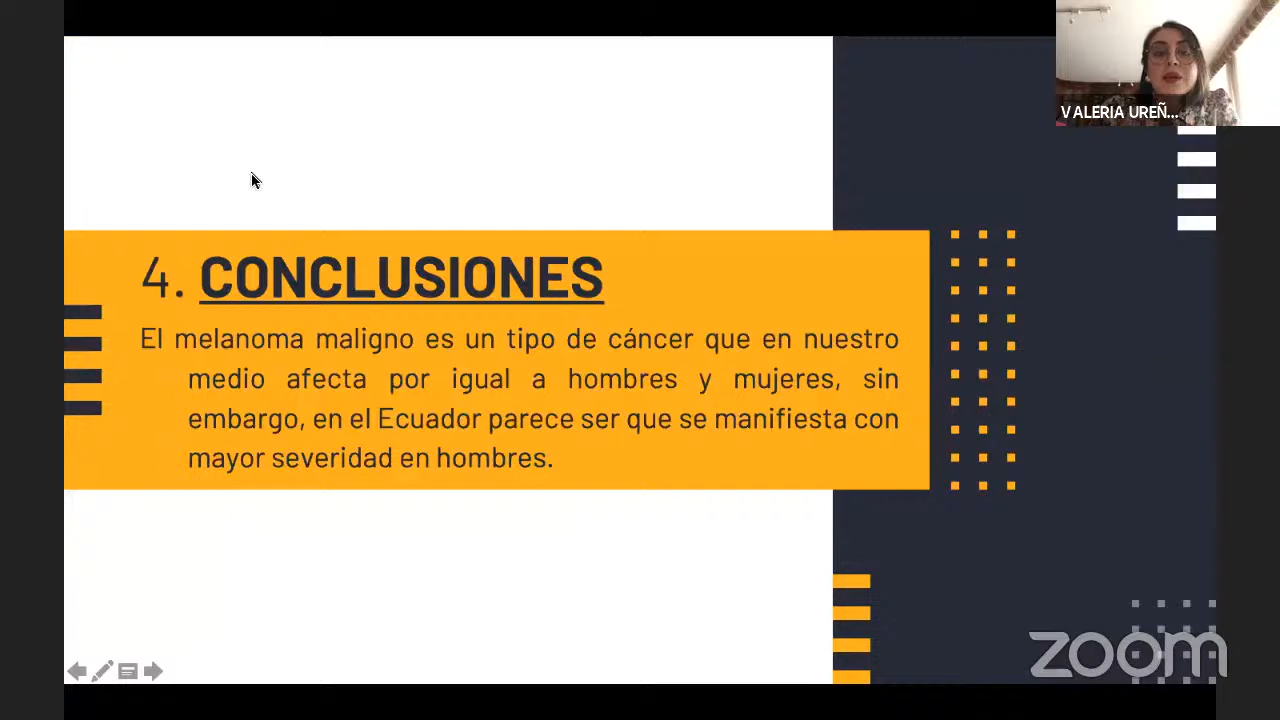 VALERIA UREÑ...
4. CONCLUSIONES
El melanoma maligno es un tipo de cáncer que en nuestro
medio afecta por igual a hombres y mujeres, sin
embargo, en el Ecuador parece ser que se manifiesta con
mayor severidad en hombres.
zoom